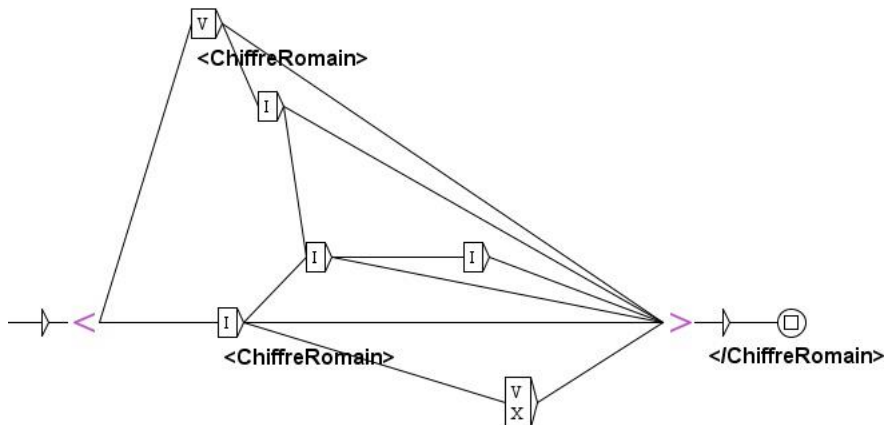 V
<ChiffreRomain>
I
I
I
<
I
>
<ChiffreRomain>
</ChiffreRomain>
V
X